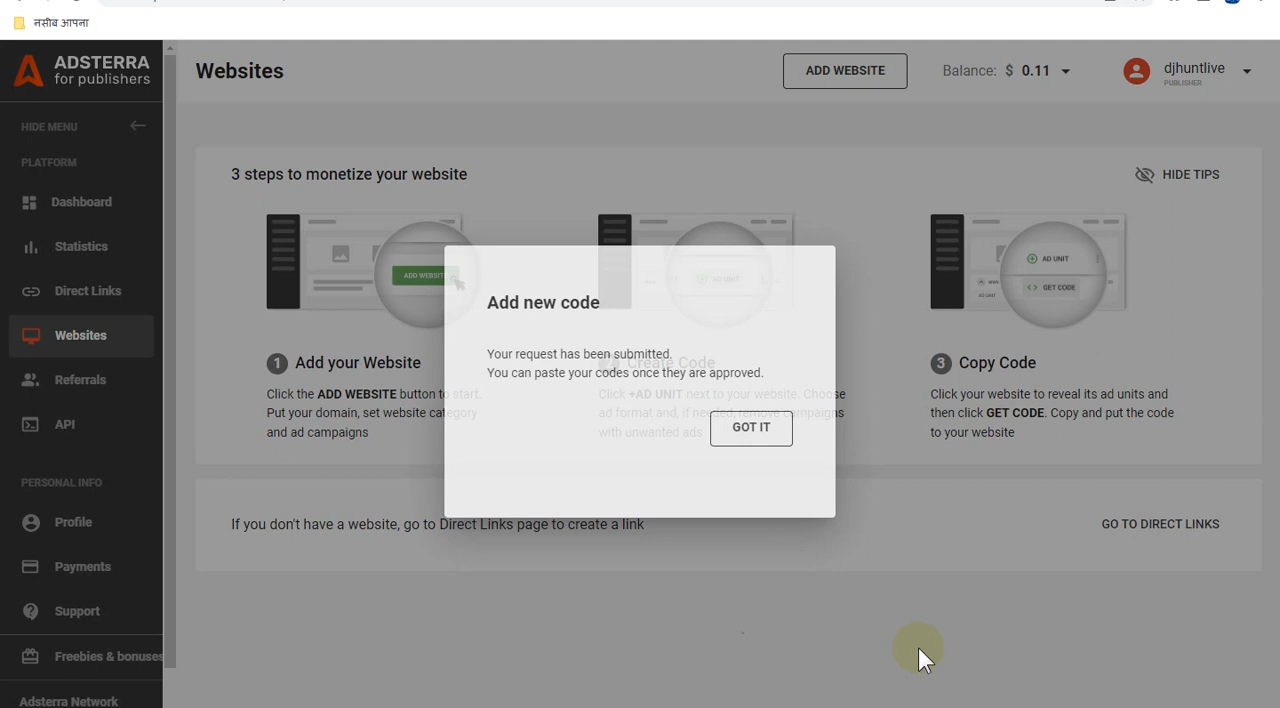 नसीब आपना
ADSTERRA
for publishers
Websites
ADD WEBSITE
Balance: $ 0.11
djhuntlive
PUBLISHER
HIDE MENU
PLATFORM
Dashboard
Statistics
Direct Links
Websites
Referrals
API
PERSONAL INFO
Profile
Payments
Support
Freebies & bonuses
Adsterra Network
3 steps to monetize your website
HIDE TIPS
ADD WEBSITE
AD UNIT
AD UNIT
GET CODE
AD UNIT
1 Add your Website
Click the ADD WEBSITE button to start.
Put your domain, set website category
and ad campaigns
Create Code
Click +AD UNIT next to your website. Choose
ad format and, if needed, remove campaigns
with unwanted ads
3 Copy Code
Click your website to reveal its ad units and
then click GET CODE. Copy and put the code
to your website
Add new code
Your request has been submitted.
You can paste your codes once they are approved.
GOT IT
If you don't have a website, go to Direct Links page to create a link
GO TO DIRECT LINKS